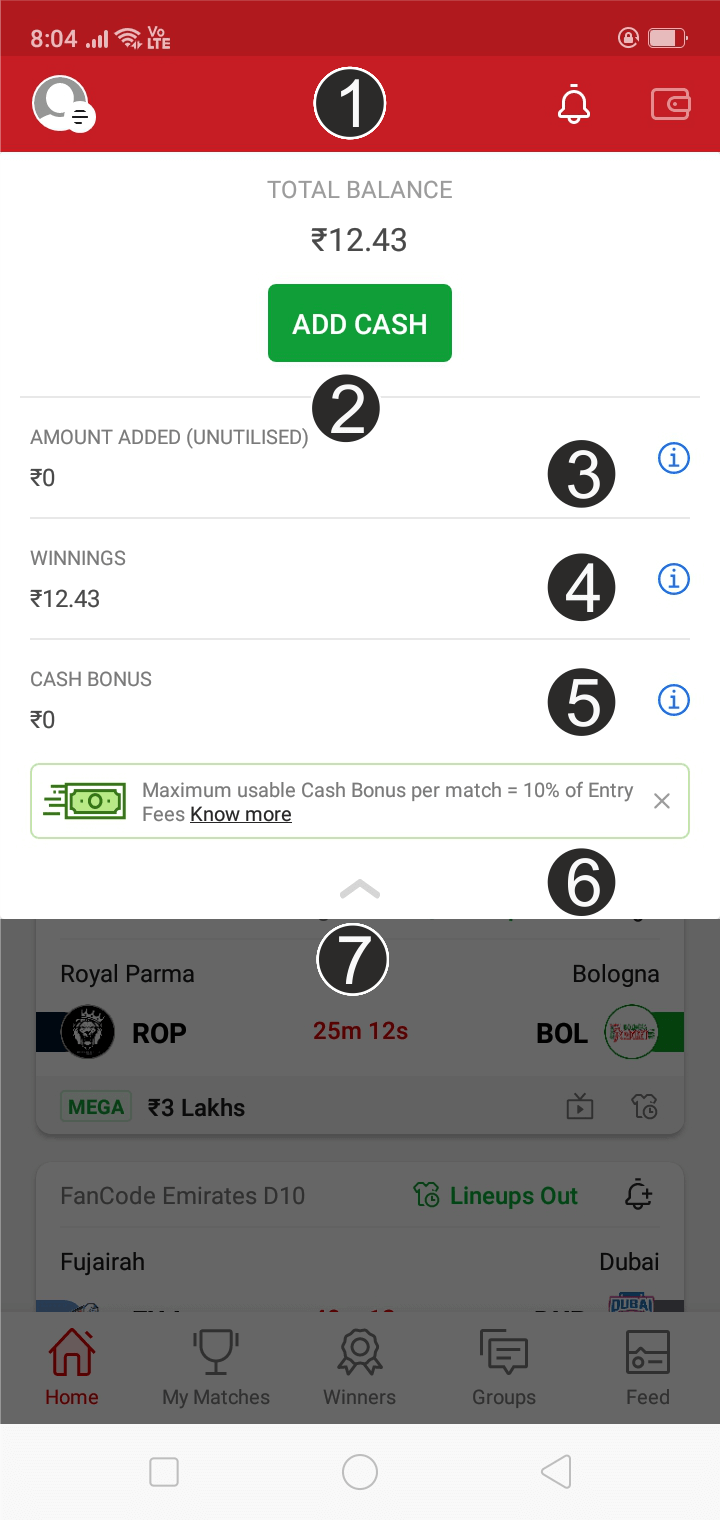 8:04 Vo LTE
1
TOTAL BALANCE
₹12.43
ADD CASH
2
AMOUNT ADDED (UNUTILISED)
₹0
3
WINNINGS
₹12.43
4
CASH BONUS
₹0
5
Maximum usable Cash Bonus per match = 10% of Entry
Fees Know more
6
7
Royal Parma Bologna
ROP 25m 12s BOL
MEGA ₹3 Lakhs
FanCode Emirates D10 Lineups Out
Fujairah Dubai
DUBAI
Home My Matches Winners Groups Feed